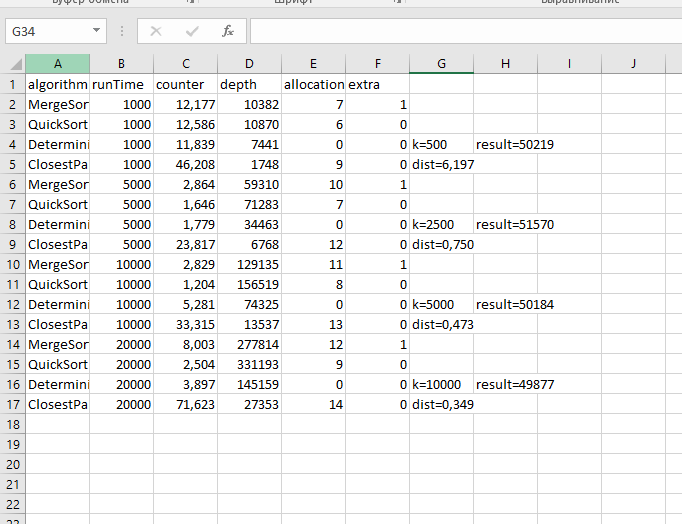 Буфер обмена Шрифт Выравнивание
G34 fx
A B C D E F G H I J
1 algorithm runTime counter depth allocation extra
2 MergeSor 1000 12,177 10382 7 1
3 QuickSort 1000 12,586 10870 6 0
4 Determini 1000 11,839 7441 0 0 k=500 result=50219
5 ClosestPa 1000 46,208 1748 9 0 dist=6,197
6 MergeSor 5000 2,864 59310 10 1
7 QuickSort 5000 1,646 71283 7 0
8 Determini 5000 1,779 34463 0 0 k=2500 result=51570
9 ClosestPa 5000 23,817 6768 12 0 dist=0,750
10 MergeSor 10000 2,829 129135 11 1
11 QuickSort 10000 1,204 156519 8 0
12 Determini 10000 5,281 74325 0 0 k=5000 result=50184
13 ClosestPa 10000 33,315 13537 13 0 dist=0,473
14 MergeSor 20000 8,003 277814 12 1
15 QuickSort 20000 2,504 331193 9 0
16 Determini 20000 3,897 145159 0 0 k=10000 result=49877
17 ClosestPa 20000 71,623 27353 14 0 dist=0,349
18
19
20
21
22
23